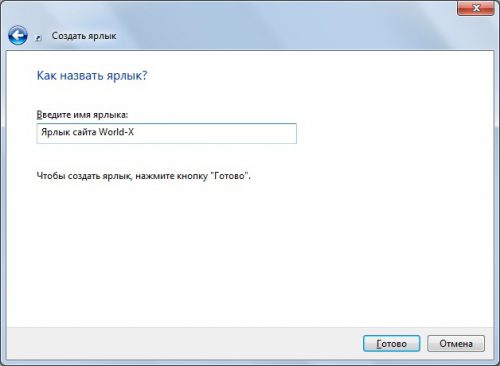 Создать ярлык
Как назвать ярлык?
Введите имя ярлыка:
Ярлык сайта World-X
Чтобы создать ярлык, нажмите кнопку "Готово".
Готово Отмена